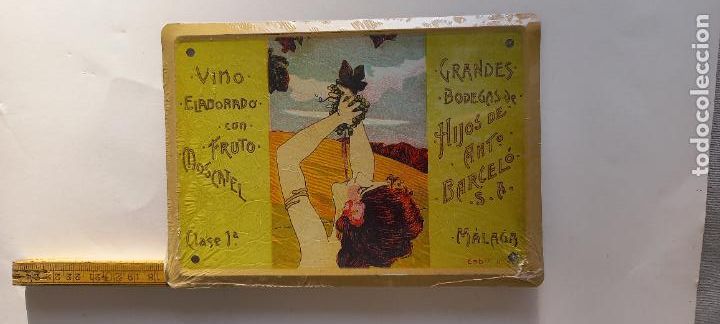 VINO
ELABORADO
con
FRUTO
MOSCATEL
Clase 1ª
GRANDES
BODEGAS de
HIJOS DE
ANTº
BARCELÓ
S.A.
MÁLAGA
todocoleccion